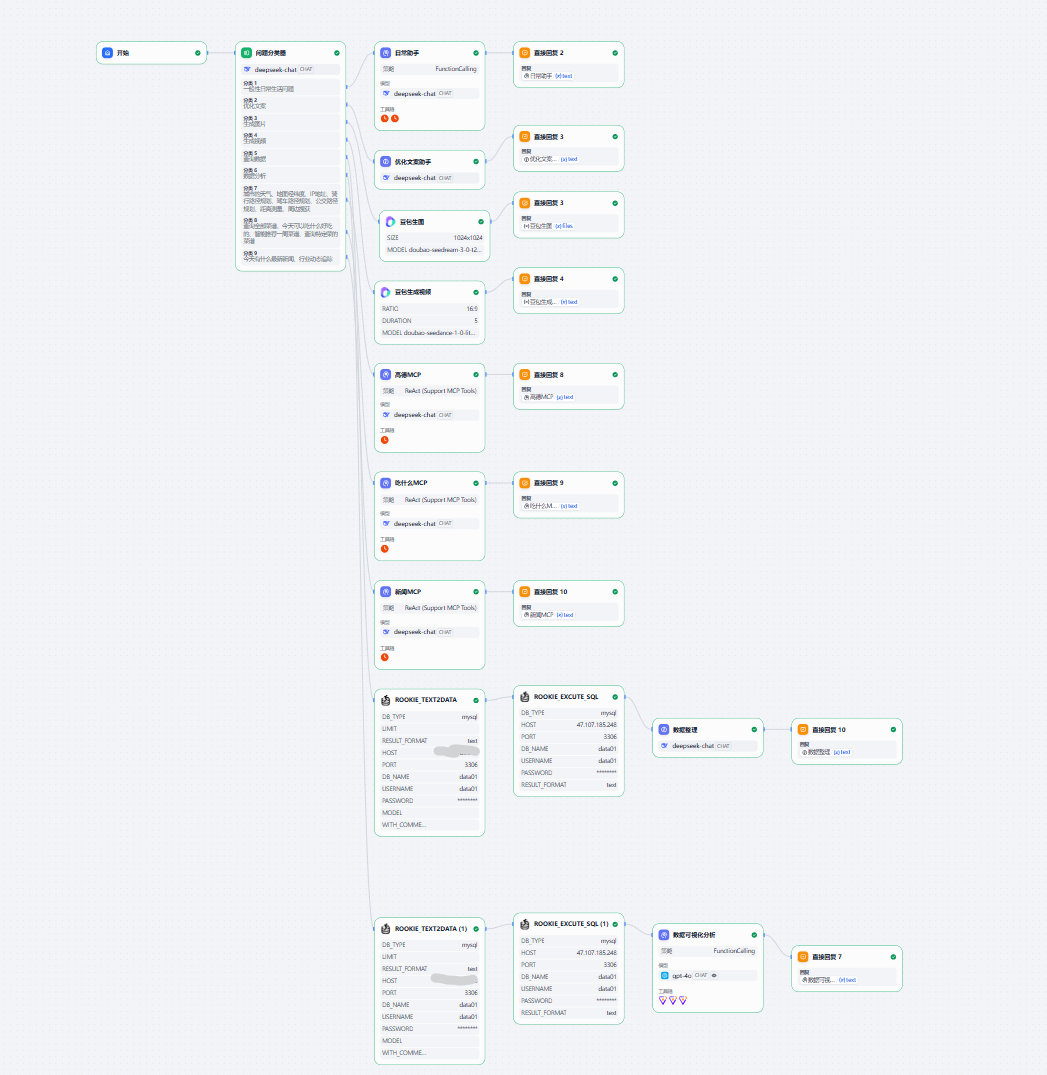 开始
问题分类器
deepseek-chat CHAT
分类 1
一般性日常生活问题
分类 2
优化文案
分类 3
生成图片
分类 4
生成视频
分类 5
查询数据
分类 6
数据分析
分类 7
城市的天气、地图经纬度、IP地址、骑
行路径规划、驾车路径规划、公交路径
规划、距离测量、周边搜索
分类 8
查询全部菜谱、今天可以吃什么好吃
的、智能推荐一周菜谱、查询特定菜的
菜谱
分类 9
今天有什么最新新闻、行业动态追踪
日常助手
策略 FunctionCalling
模型
deepseek-chat CHAT
工具箱
直接回复 2
回复
日常助手 {x} text
优化文案助手
deepseek-chat CHAT
直接回复 3
回复
优化文案... {x} text
豆包生图
SIZE 1024x1024
MODEL doubao-seedream-3-0-t2...
直接回复 3
回复
豆包生图 {x} files
豆包生成视频
RATIO 16:9
DURATION 5
MODEL doubao-seedance-1-0-lit...
直接回复 4
回复
豆包生成... {x} text
高德MCP
策略 ReAct (Support MCP Tools)
模型
deepseek-chat CHAT
工具箱
直接回复 8
回复
高德MCP {x} text
吃什么MCP
策略 ReAct (Support MCP Tools)
模型
deepseek-chat CHAT
工具箱
直接回复 9
回复
吃什么M... {x} text
新闻MCP
策略 ReAct (Support MCP Tools)
模型
deepseek-chat CHAT
工具箱
直接回复 10
回复
新闻MCP {x} text
ROOKIE_TEXT2DATA
DB_TYPE mysql
LIMIT
RESULT_FORMAT text
HOST
PORT 3306
DB_NAME data01
USERNAME data01
PASSWORD ********
MODEL
WITH_COMME...
ROOKIE_EXCUTE_SQL
DB_TYPE mysql
HOST 47.107.185.248
PORT 3306
DB_NAME data01
USERNAME data01
PASSWORD ********
RESULT_FORMAT text
数据整理
deepseek-chat CHAT
直接回复 10
回复
数据整理 {x} text
ROOKIE_TEXT2DATA (1)
DB_TYPE mysql
LIMIT
RESULT_FORMAT text
HOST
PORT 3306
DB_NAME data01
USERNAME data01
PASSWORD ********
MODEL
WITH_COMME...
ROOKIE_EXCUTE_SQL (1)
DB_TYPE mysql
HOST 47.107.185.248
PORT 3306
DB_NAME data01
USERNAME data01
PASSWORD ********
RESULT_FORMAT text
数据可视化分析
策略 FunctionCalling
模型
gpt-4o CHAT
工具箱
直接回复 7
回复
数据可视... {x} text